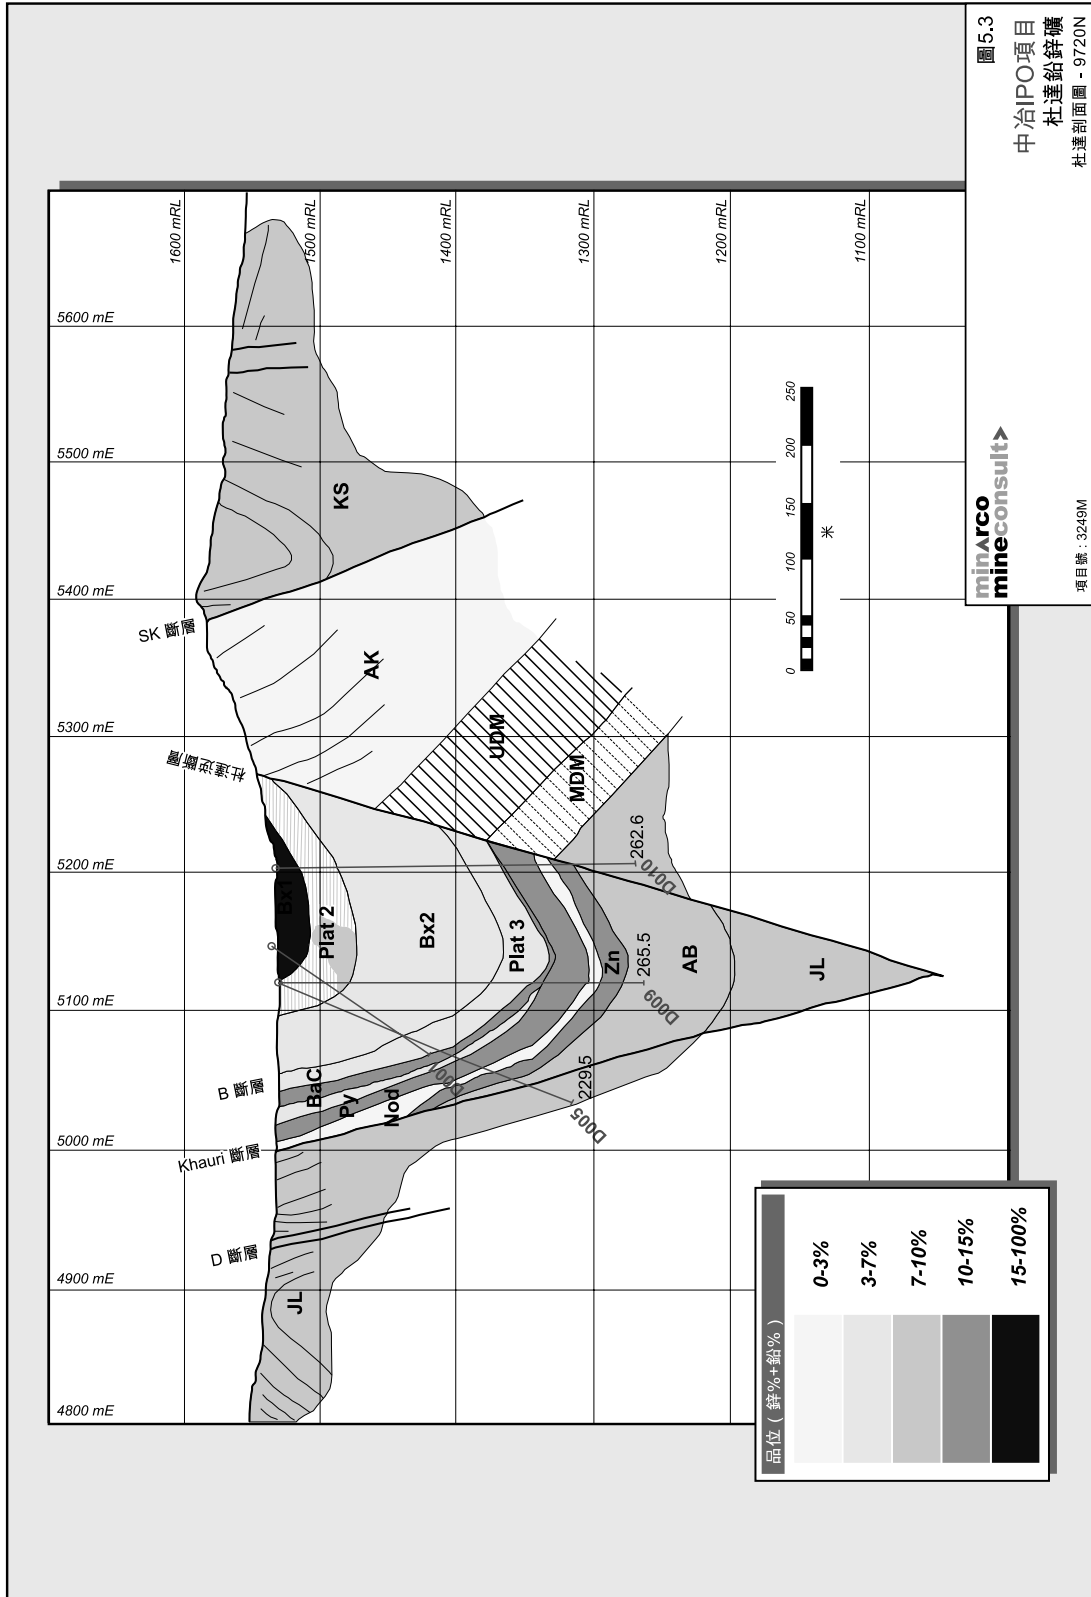 圖5.3
中冶IPO項目
杜達鉛鋅礦
杜達剖面圖 - 9720N
minarco
mineconsult
項目號：3249M
1600 mRL
1500 mRL
1400 mRL
1300 mRL
1200 mRL
1100 mRL
4800 mE
4900 mE
5000 mE
5100 mE
5200 mE
5300 mE
5400 mE
5500 mE
5600 mE
D 斷層
Khauri 斷層
B 斷層
杜達逆斷層
SK 斷層
JL
BaC
Py
Nod
Bx1
Plat 2
Bx2
Plat 3
Zn
AB
JL
AK
UDM
MDM
KS
D001
D005
229.5
D009
265.5
D010
262.6
0
50
100
150
200
250
米
品位（鋅%+鉛%）
0-3%
3-7%
7-10%
10-15%
15-100%